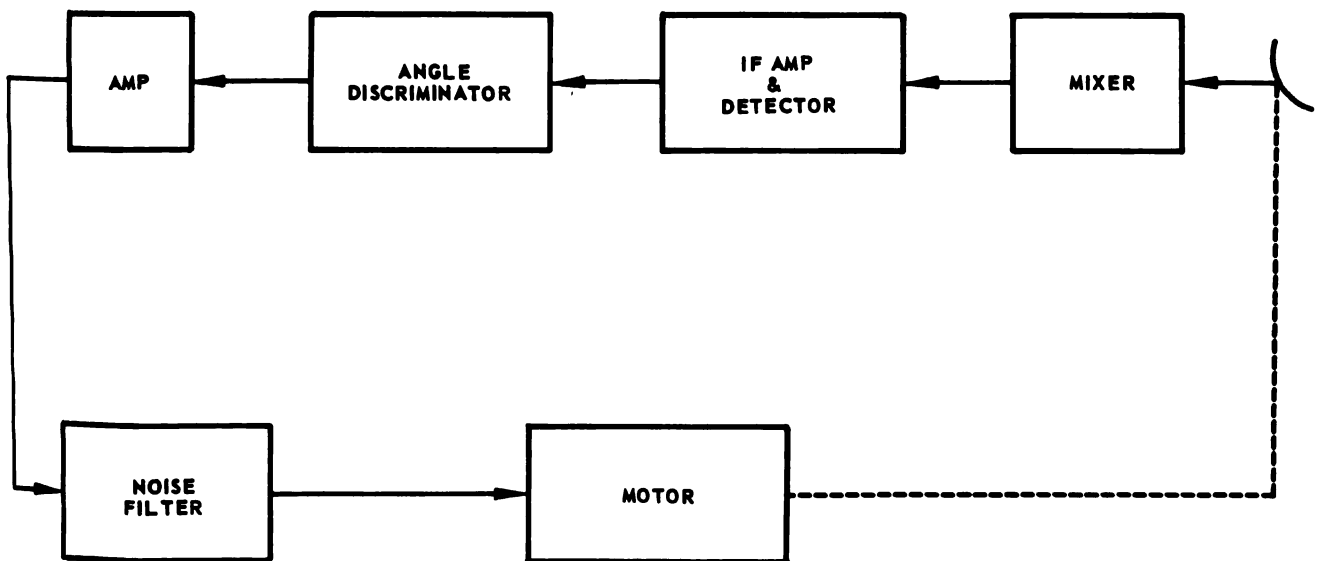 AMP
ANGLE
DISCRIMINATOR
IF AMP
&
DETECTOR
MIXER
NOISE
FILTER
MOTOR